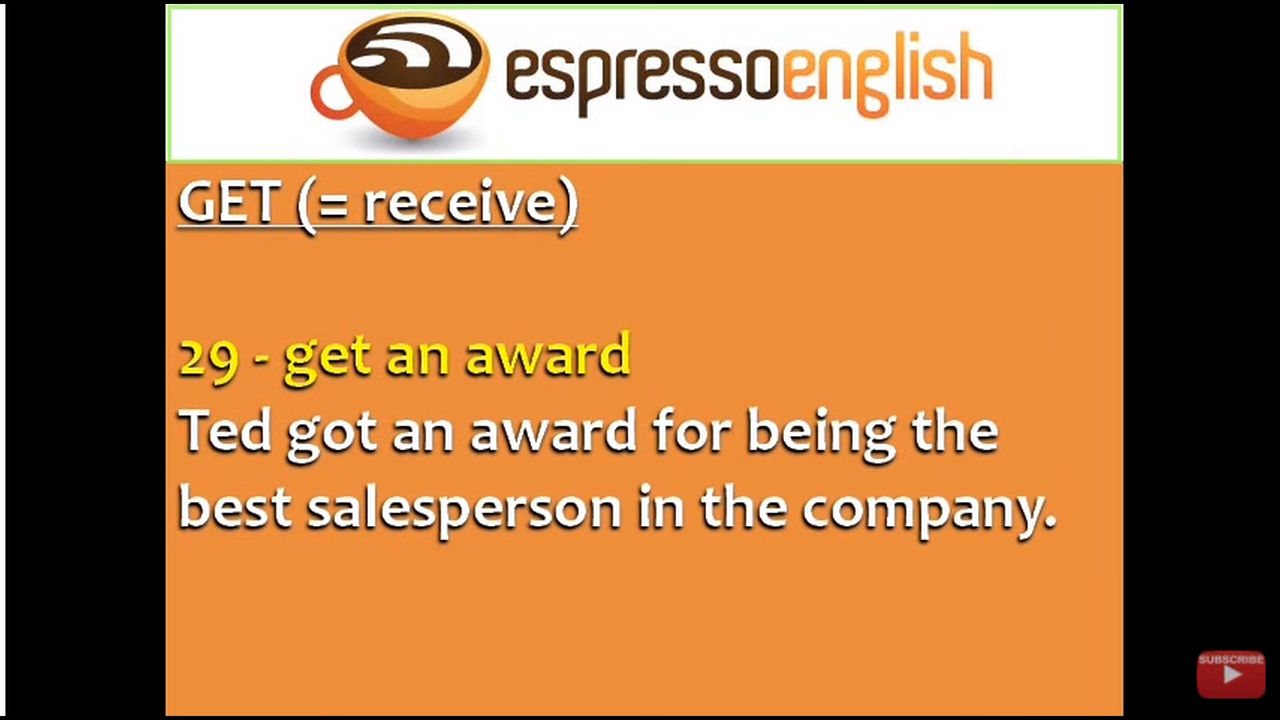 espressoenglish
GET (= receive)
29 - get an award
Ted got an award for being the
best salesperson in the company.
SUBSCRIBE